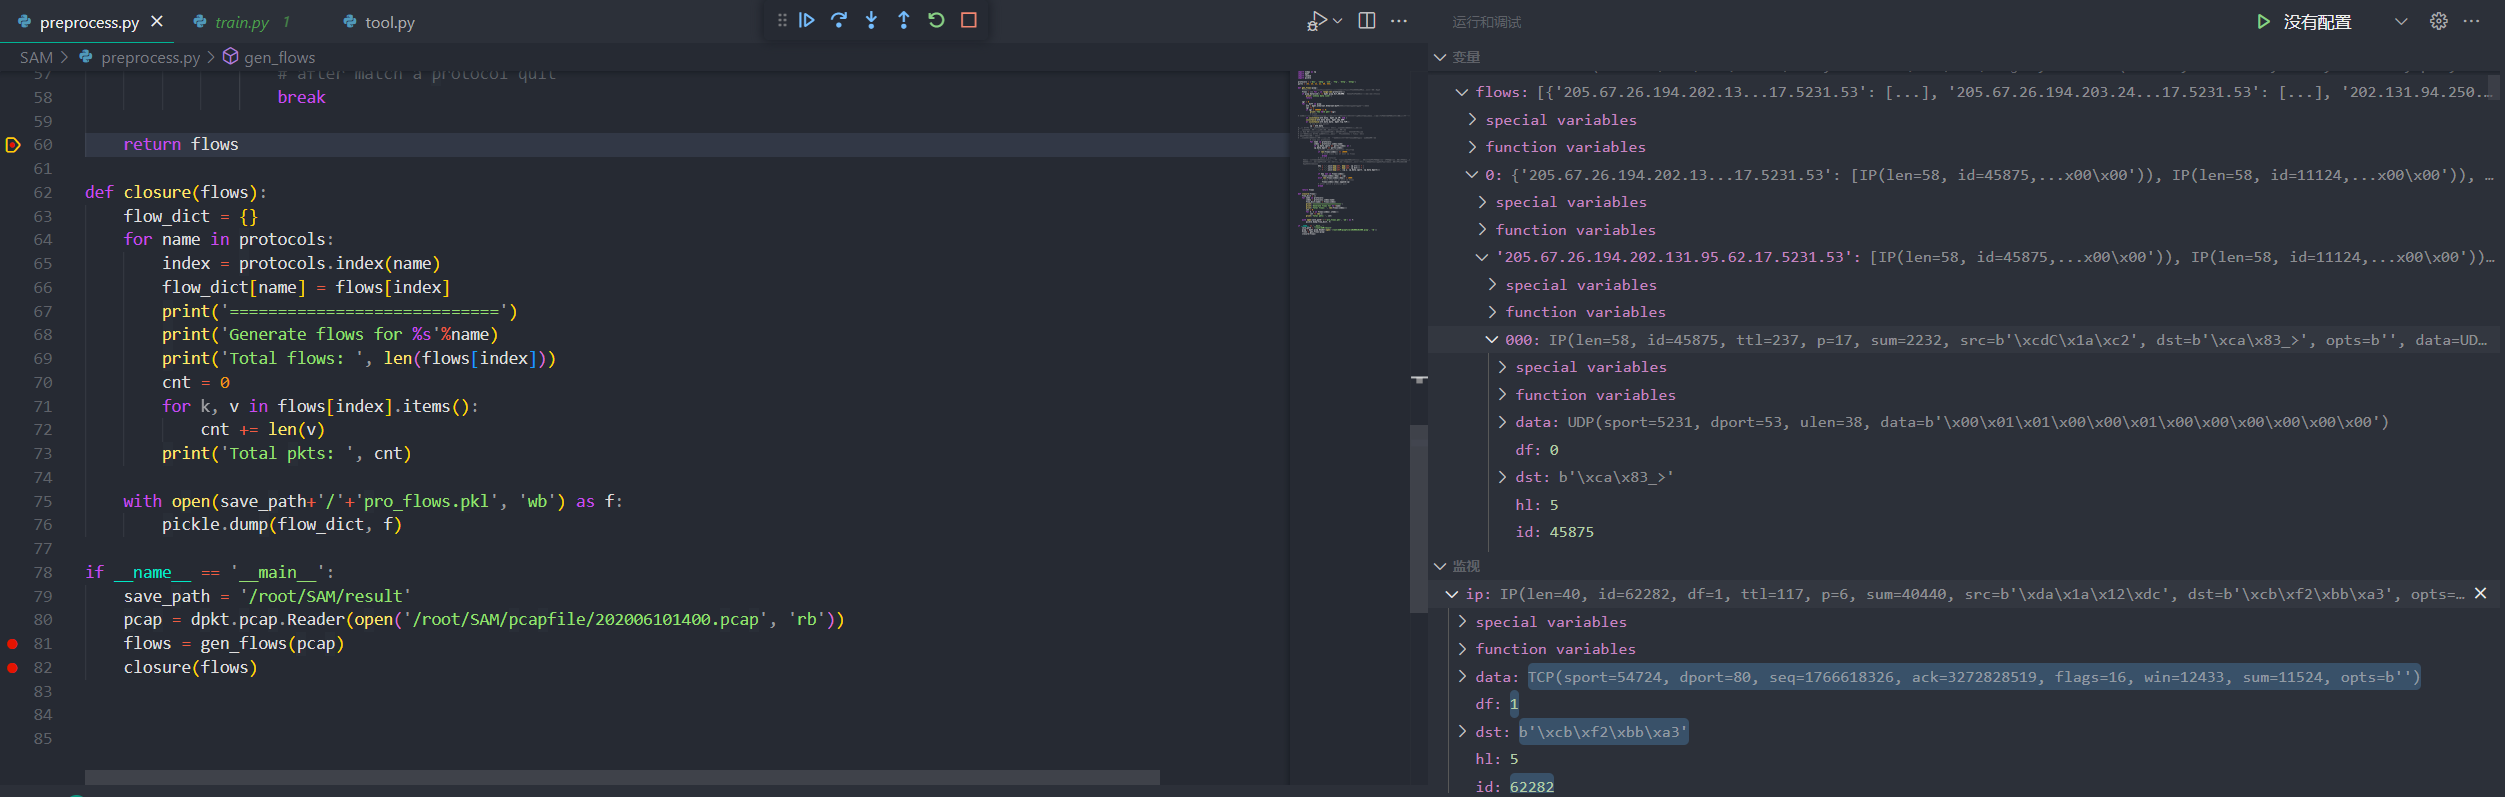 preprocess.py
train.py 1
tool.py
SAM > preprocess.py > gen_flows
57 # after match a protocol quit
58 break
59
60 return flows
61
62 def closure(flows):
63 flow_dict = {}
64 for name in protocols:
65 index = protocols.index(name)
66 flow_dict[name] = flows[index]
67 print('============================')
68 print('Generate flows for %s'%name)
69 print('Total flows: ', len(flows[index]))
70 cnt = 0
71 for k, v in flows[index].items():
72 cnt += len(v)
73 print('Total pkts: ', cnt)
74
75 with open(save_path+'/'+'pro_flows.pkl', 'wb') as f:
76 pickle.dump(flow_dict, f)
77
78 if __name__ == '__main__':
79 save_path = '/root/SAM/result'
80 pcap = dpkt.pcap.Reader(open('/root/SAM/pcapfile/202006101400.pcap', 'rb'))
81 flows = gen_flows(pcap)
82 closure(flows)
83
84
85
运行和调试
没有配置
变量
flows: [{'205.67.26.194.202.13...17.5231.53': [...], '205.67.26.194.203.24...17.5231.53': [...], '202.131.94.250...
special variables
function variables
0: {'205.67.26.194.202.13...17.5231.53': [IP(len=58, id=45875,...x00\x00')), IP(len=58, id=11124,...x00\x00')), ...
special variables
function variables
'205.67.26.194.202.131.95.62.17.5231.53': [IP(len=58, id=45875,...x00\x00')), IP(len=58, id=11124,...x00\x00'))...
special variables
function variables
000: IP(len=58, id=45875, ttl=237, p=17, sum=2232, src=b'\xcdC\x1a\xc2', dst=b'\xca\x83_>', opts=b'', data=UD...
special variables
function variables
data: UDP(sport=5231, dport=53, ulen=38, data=b'\x00\x01\x01\x00\x00\x01\x00\x00\x00\x00\x00\x00')
df: 0
dst: b'\xca\x83_>'
hl: 5
id: 45875
监视
ip: IP(len=40, id=62282, df=1, ttl=117, p=6, sum=40440, src=b'\xda\x1a\x12\xdc', dst=b'\xcb\xf2\xbb\xa3', opts=...
special variables
function variables
data: TCP(sport=54724, dport=80, seq=1766618326, ack=3272828519, flags=16, win=12433, sum=11524, opts=b'')
df: 1
dst: b'\xcb\xf2\xbb\xa3'
hl: 5
id: 62282